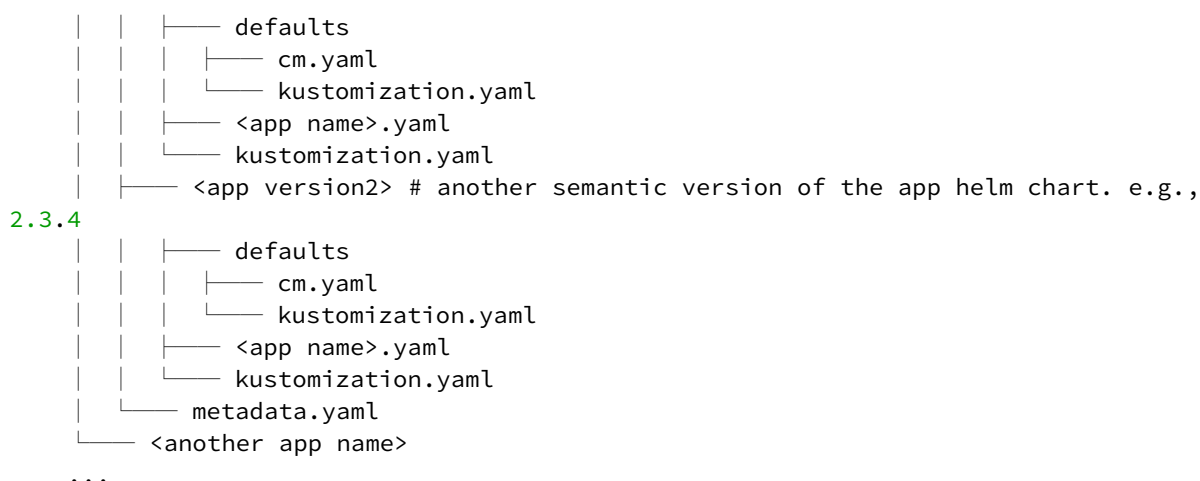 │   │   ├── defaults
│   │   │   ├── cm.yaml
│   │   │   └── kustomization.yaml
│   │   ├── <app name>.yaml
│   │   └── kustomization.yaml
│   ├── <app version2> # another semantic version of the app helm chart. e.g.,
2.3.4
│   │   ├── defaults
│   │   │   ├── cm.yaml
│   │   │   └── kustomization.yaml
│   │   ├── <app name>.yaml
│   │   └── kustomization.yaml
│   └── metadata.yaml
└── <another app name>
...